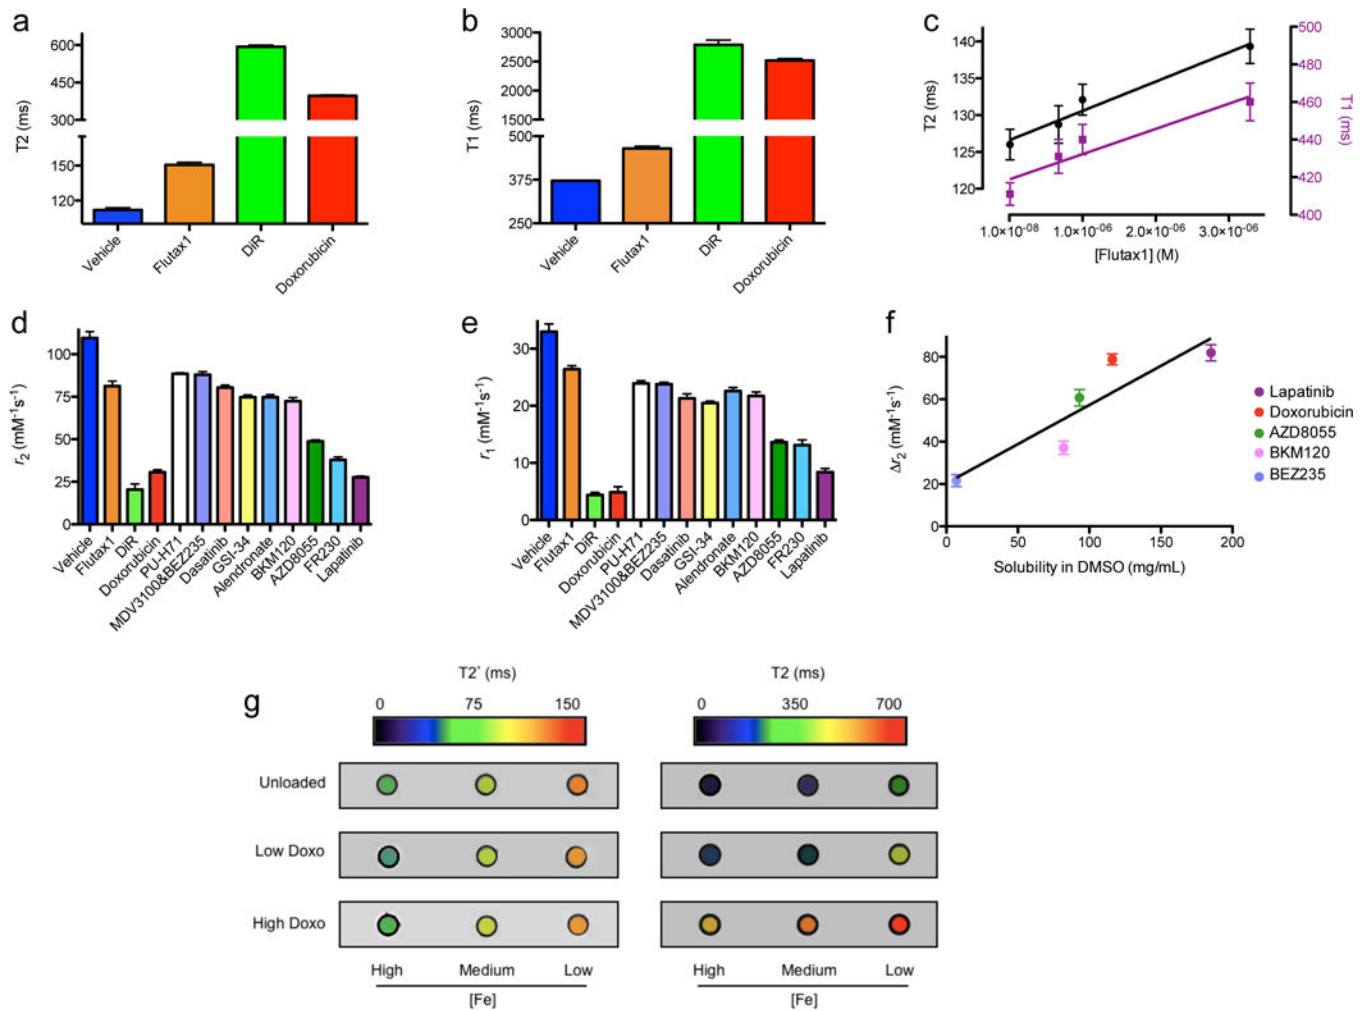 a
T2 (ms)
600
450
300
150
120
Vehicle
Flutax1
DiR
Doxorubicin
b
T1 (ms)
3000
2500
2000
1500
500
375
250
Vehicle
Flutax1
DiR
Doxorubicin
c
T2 (ms)
140
135
130
125
120
500
480
460
440
420
400
T1 (ms)
1.0×10⁻⁰⁸
1.0×10⁻⁰⁶
2.0×10⁻⁰⁶
3.0×10⁻⁰⁶
[Flutax1] (M)
d
r₂ (mM⁻¹s⁻¹)
100
75
50
25
0
Vehicle
Flutax1
DiR
Doxorubicin
PU-H71
MDV3100&BEZ235
Dasatinib
GSI-34
Alendronate
BKM120
AZD8055
FR230
Lapatinib
e
r₁ (mM⁻¹s⁻¹)
30
20
10
0
Vehicle
Flutax1
DiR
Doxorubicin
PU-H71
MDV3100&BEZ235
Dasatinib
GSI-34
Alendronate
BKM120
AZD8055
FR230
Lapatinib
f
Δr₂ (mM⁻¹s⁻¹)
80
60
40
20
0
0 50 100 150 200
Solubility in DMSO (mg/mL)
Lapatinib
Doxorubicin
AZD8055
BKM120
BEZ235
g
T2* (ms)
0 75 150
T2 (ms)
0 350 700
Unloaded
Low Doxo
High Doxo
High Medium Low
[Fe]
High Medium Low
[Fe]